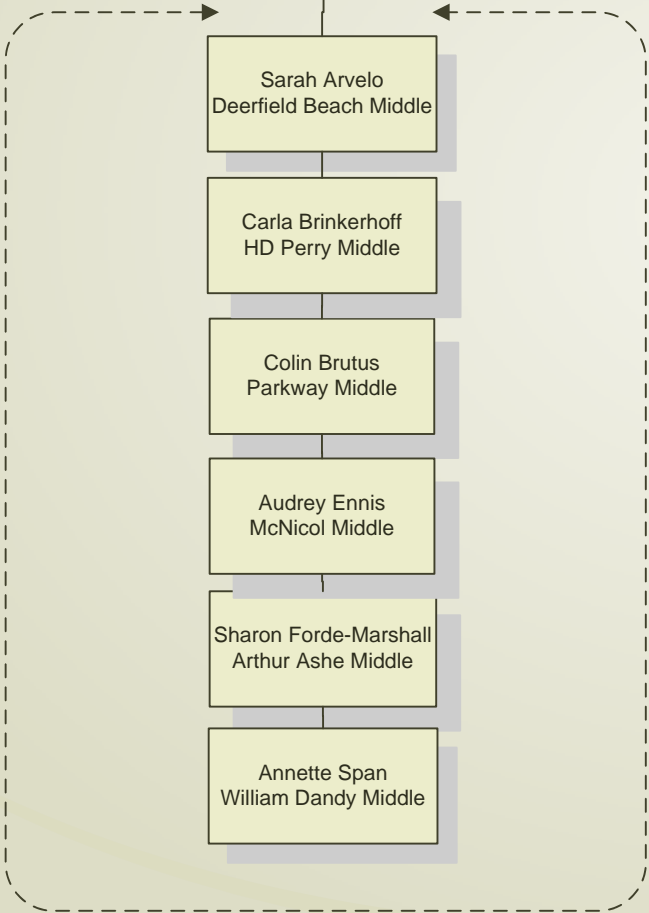 Sarah Arvelo
Deerfield Beach Middle
Carla Brinkerhoff
HD Perry Middle
Colin Brutus
Parkway Middle
Audrey Ennis
McNicol Middle
Sharon Forde-Marshall
Arthur Ashe Middle
Annette Span
William Dandy Middle